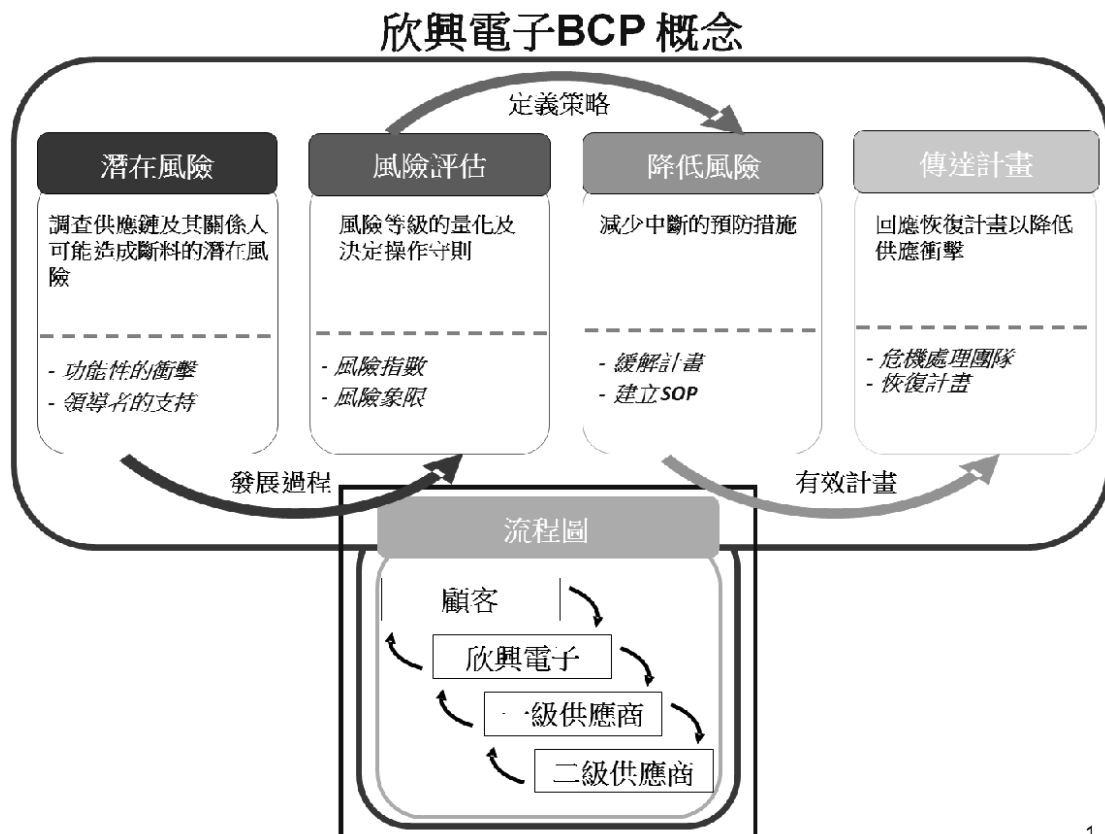 欣興電子BCP 概念
定義策略
潛在風險
調查供應鏈及其關係人
可能造成斷料的潛在風
險
- 功能性的衝擊
- 領導者的支持
風險評估
風險等級的量化及
決定操作守則
- 風險指數
- 風險象限
降低風險
減少中斷的預防措施
- 緩解計畫
- 建立SOP
傳達計畫
回應恢復計畫以降低
供應衝擊
- 危機處理團隊
- 恢復計畫
發展過程
有效計畫
流程圖
顧客
欣興電子
一級供應商
二級供應商
1